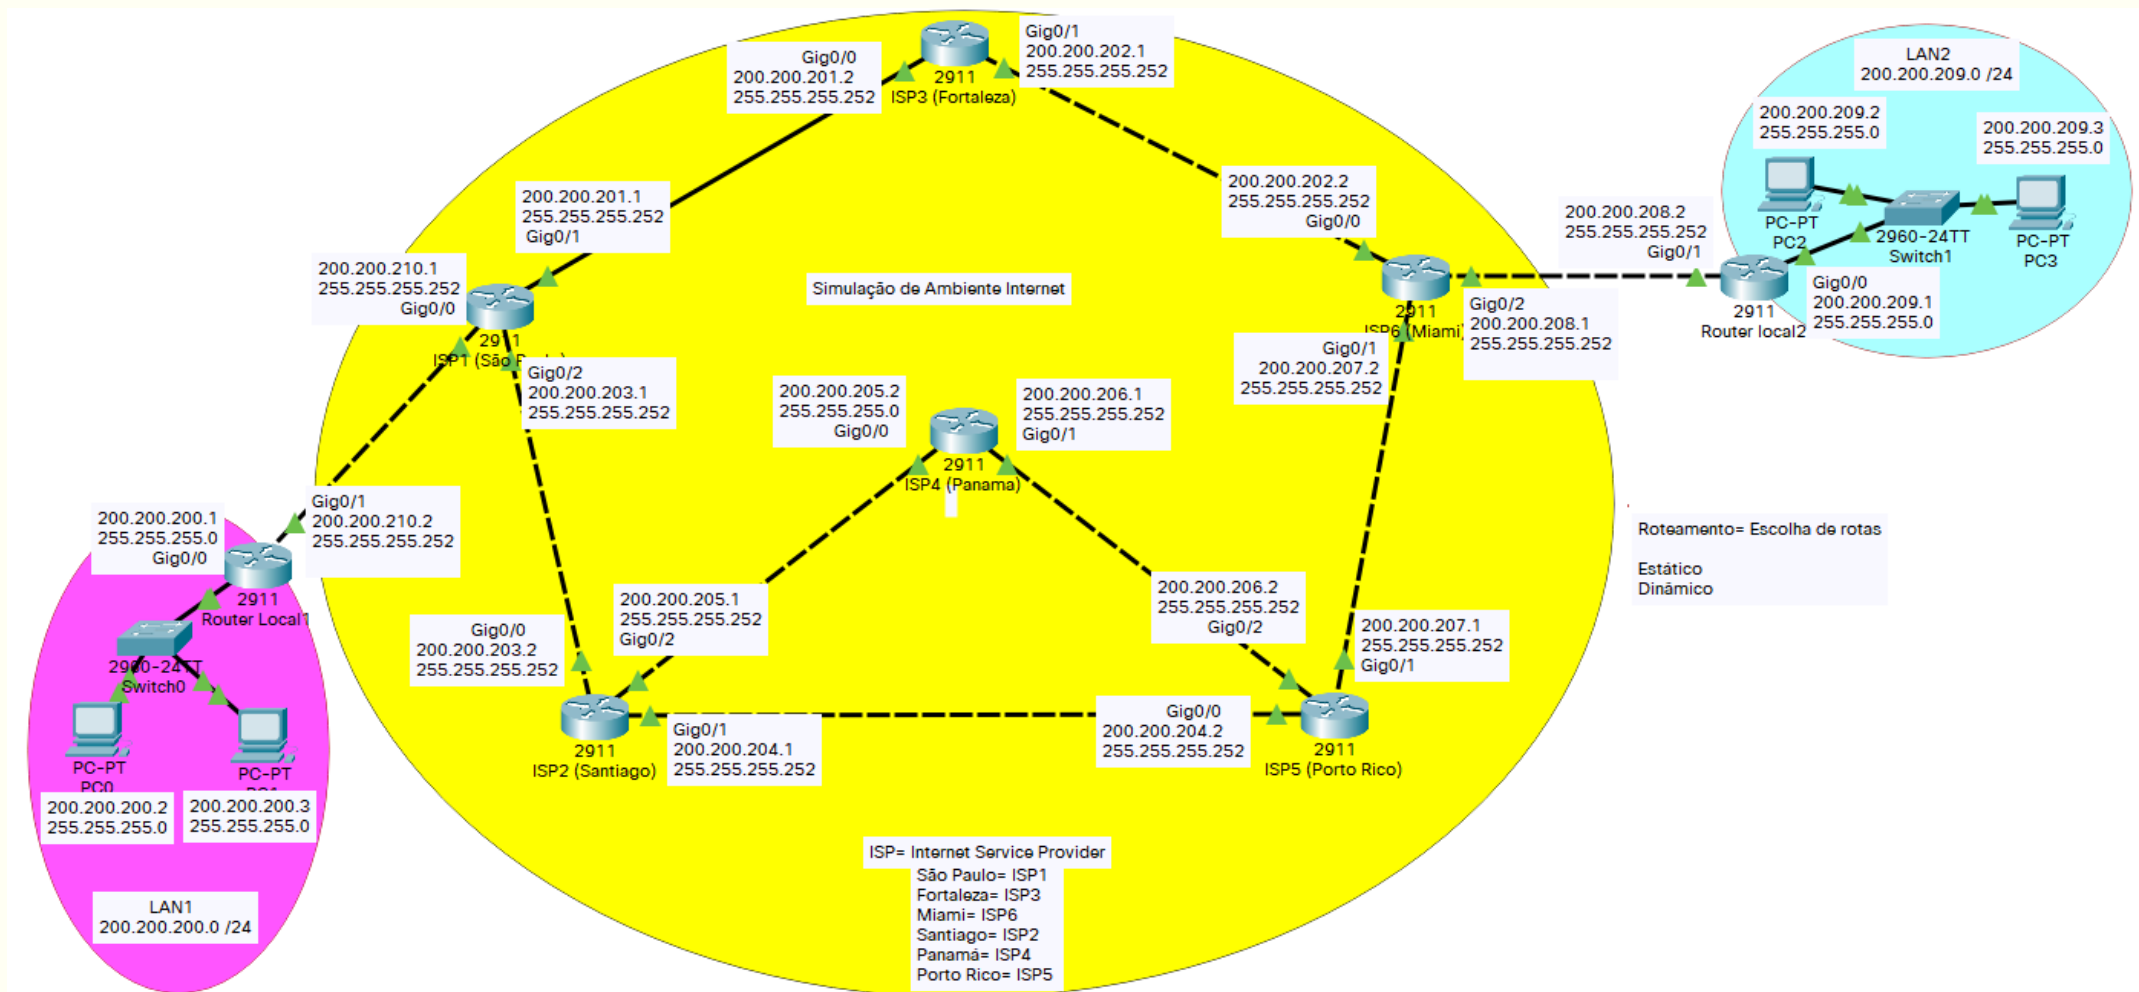 Gig0/0
200.200.201.2
255.255.255.252
2911
ISP3 (Fortaleza)
Gig0/1
200.200.202.1
255.255.255.252
LAN2
200.200.209.0 /24
200.200.209.2
255.255.255.0
200.200.209.3
255.255.255.0
PC-PT
PC2
2960-24TT
Switch1
PC-PT
PC3
200.200.201.1
255.255.255.252
Gig0/1
200.200.202.2
255.255.255.252
Gig0/0
200.200.208.2
255.255.255.252
Gig0/1
2911
Router local2
Gig0/0
200.200.209.1
255.255.255.0
200.200.210.1
255.255.255.252
Gig0/0
2911
ISP1 (São
Simulação de Ambiente Internet
2911
ISP6 (Miami)
Gig0/2
200.200.208.1
255.255.255.252
Gig0/1
200.200.207.2
255.255.255.252
Gig0/2
200.200.203.1
255.255.255.252
200.200.205.2
255.255.255.0
Gig0/0
2911
ISP4 (Panama)
200.200.206.1
255.255.255.252
Gig0/1
200.200.200.1
255.255.255.0
Gig0/0
Gig0/1
200.200.210.2
255.255.255.252
2911
Router Local1
Roteamento= Escolha de rotas
Estático
Dinâmico
2960-24TT
Switch0
PC-PT
PC0
PC-PT
200.200.200.2
255.255.255.0
200.200.200.3
255.255.255.0
LAN1
200.200.200.0 /24
Gig0/0
200.200.203.2
255.255.255.252
200.200.205.1
255.255.255.252
Gig0/2
200.200.206.2
255.255.255.252
Gig0/2
200.200.207.1
255.255.255.252
Gig0/1
2911
ISP2 (Santiago)
Gig0/1
200.200.204.1
255.255.255.252
Gig0/0
200.200.204.2
255.255.255.252
2911
ISP5 (Porto Rico)
ISP= Internet Service Provider
São Paulo= ISP1
Fortaleza= ISP3
Miami= ISP6
Santiago= ISP2
Panamá= ISP4
Porto Rico= ISP5